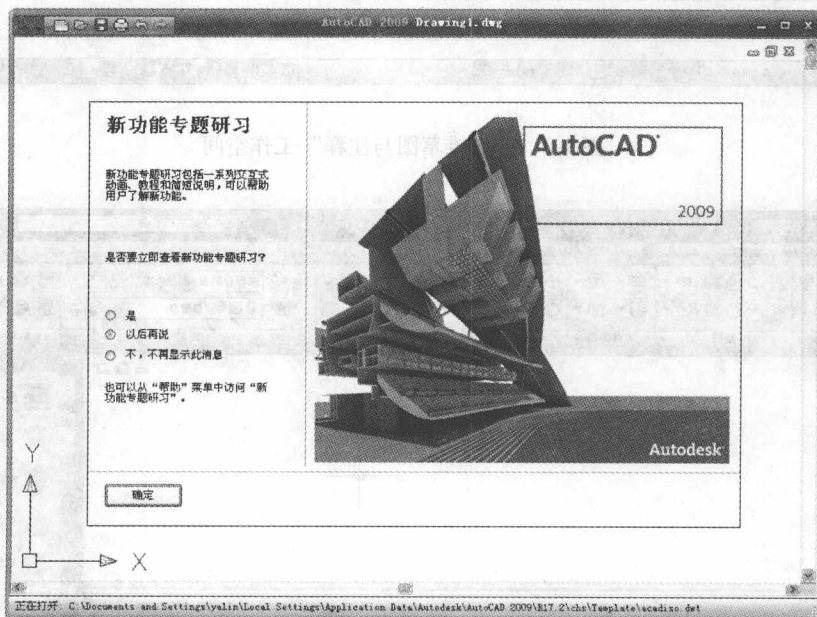 AutoCAD 2009 Drawing1.dwg
新功能专题研习
新功能专题研习包括一系列交互式
动画、教程和简短说明，可以帮助
用户了解新功能。
是否要立即查看新功能专题研习?
是
以后再说
不，不再显示此消息
也可以从“帮助”菜单中访问“新
功能专题研习”。
确定
AutoCAD
2009
Autodesk
Y
X
正在打开: C:\Documents and Settings\yelin\Local Settings\Application Data\Autodesk\AutoCAD 2009\R17.2\chs\Template\acadiso.dwt